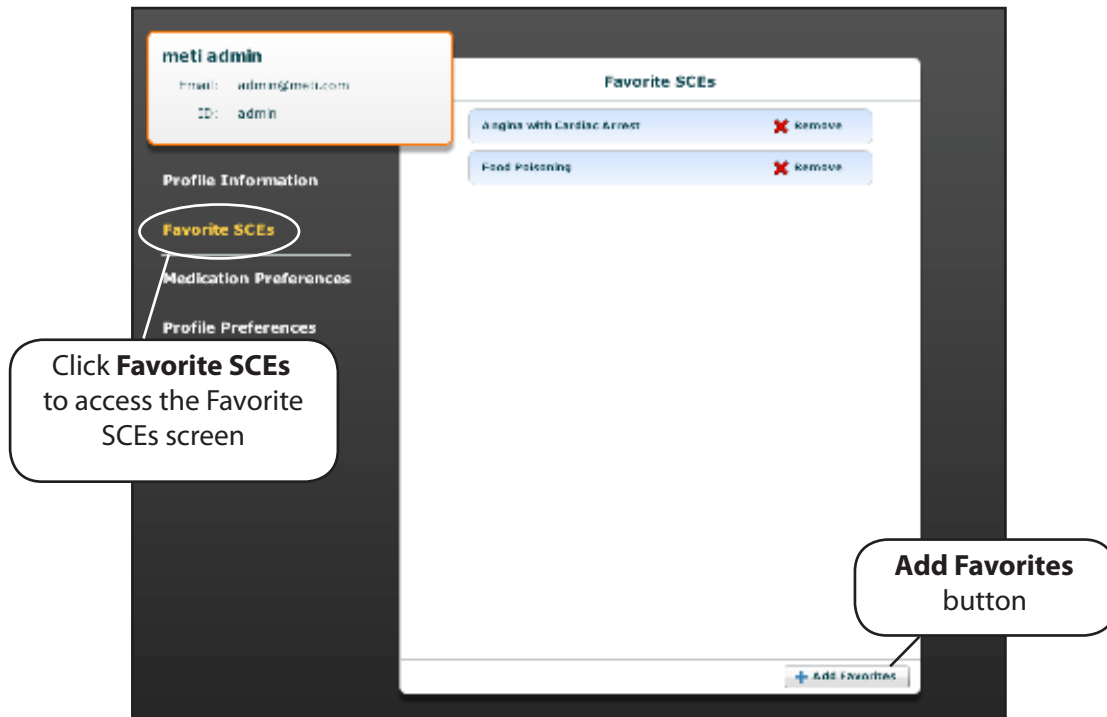 meti admin
Email: admin@meti.com
ID: admin
Favorite SCEs
Angina with Cardiac Arrest
Remove
Food Poisoning
Remove
Profile Information
Favorite SCEs
Medication Preferences
Profile Preferences
Click Favorite SCEs
to access the Favorite
SCEs screen
Add Favorites
button
Add Favorites